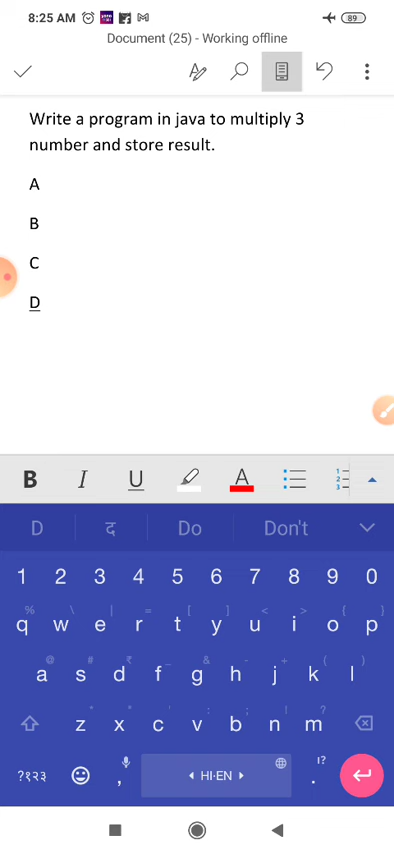 8:25 AM 89
Document (25) - Working offline
Write a program in java to multiply 3
number and store result.
A
B
C
D
B I U A
D द Do Don't
1 2 3 4 5 6 7 8 9 0
% \ | = [ ] < > { }
q w e r t y u i o p
@ # ₹ _ & - + ( )
a s d f g h j k l
* " ' : ; ! ?
z x c v b n m
?१२३ , HI-EN . !?